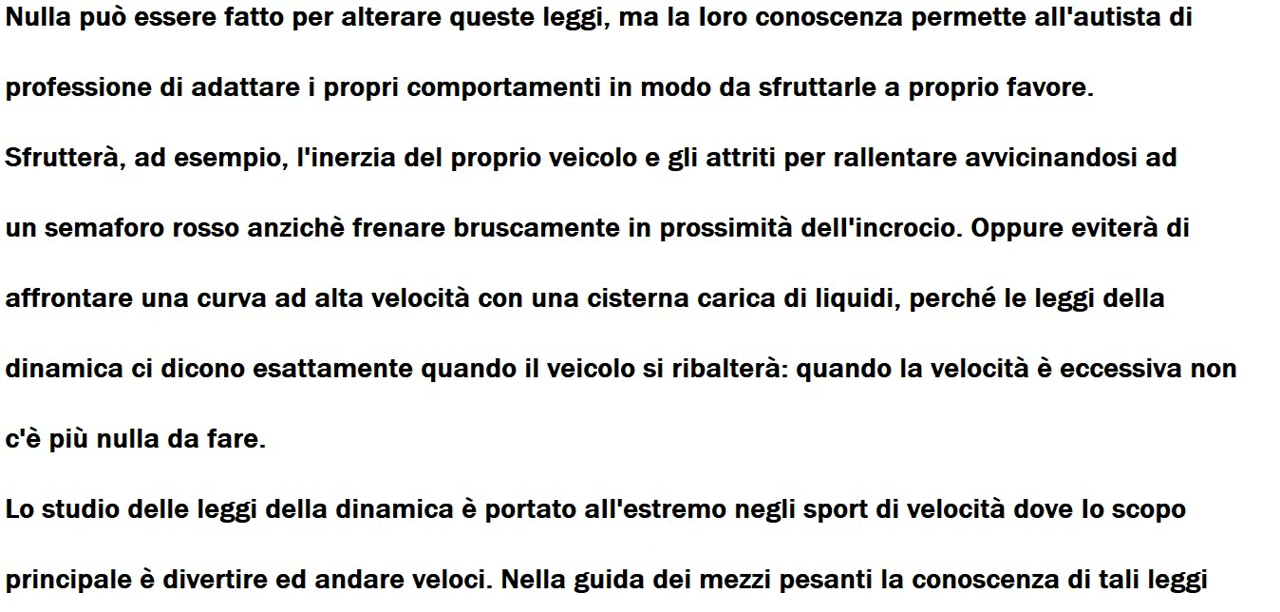 Nulla può essere fatto per alterare queste leggi, ma la loro conoscenza permette all'autista di
professione di adattare i propri comportamenti in modo da sfruttarle a proprio favore.
Sfrutterà, ad esempio, l'inerzia del proprio veicolo e gli attriti per rallentare avvicinandosi ad
un semaforo rosso anzichè frenare bruscamente in prossimità dell'incrocio. Oppure eviterà di
affrontare una curva ad alta velocità con una cisterna carica di liquidi, perché le leggi della
dinamica ci dicono esattamente quando il veicolo si ribalterà: quando la velocità è eccessiva non
c'è più nulla da fare.
Lo studio delle leggi della dinamica è portato all'estremo negli sport di velocità dove lo scopo
principale è divertire ed andare veloci. Nella guida dei mezzi pesanti la conoscenza di tali leggi